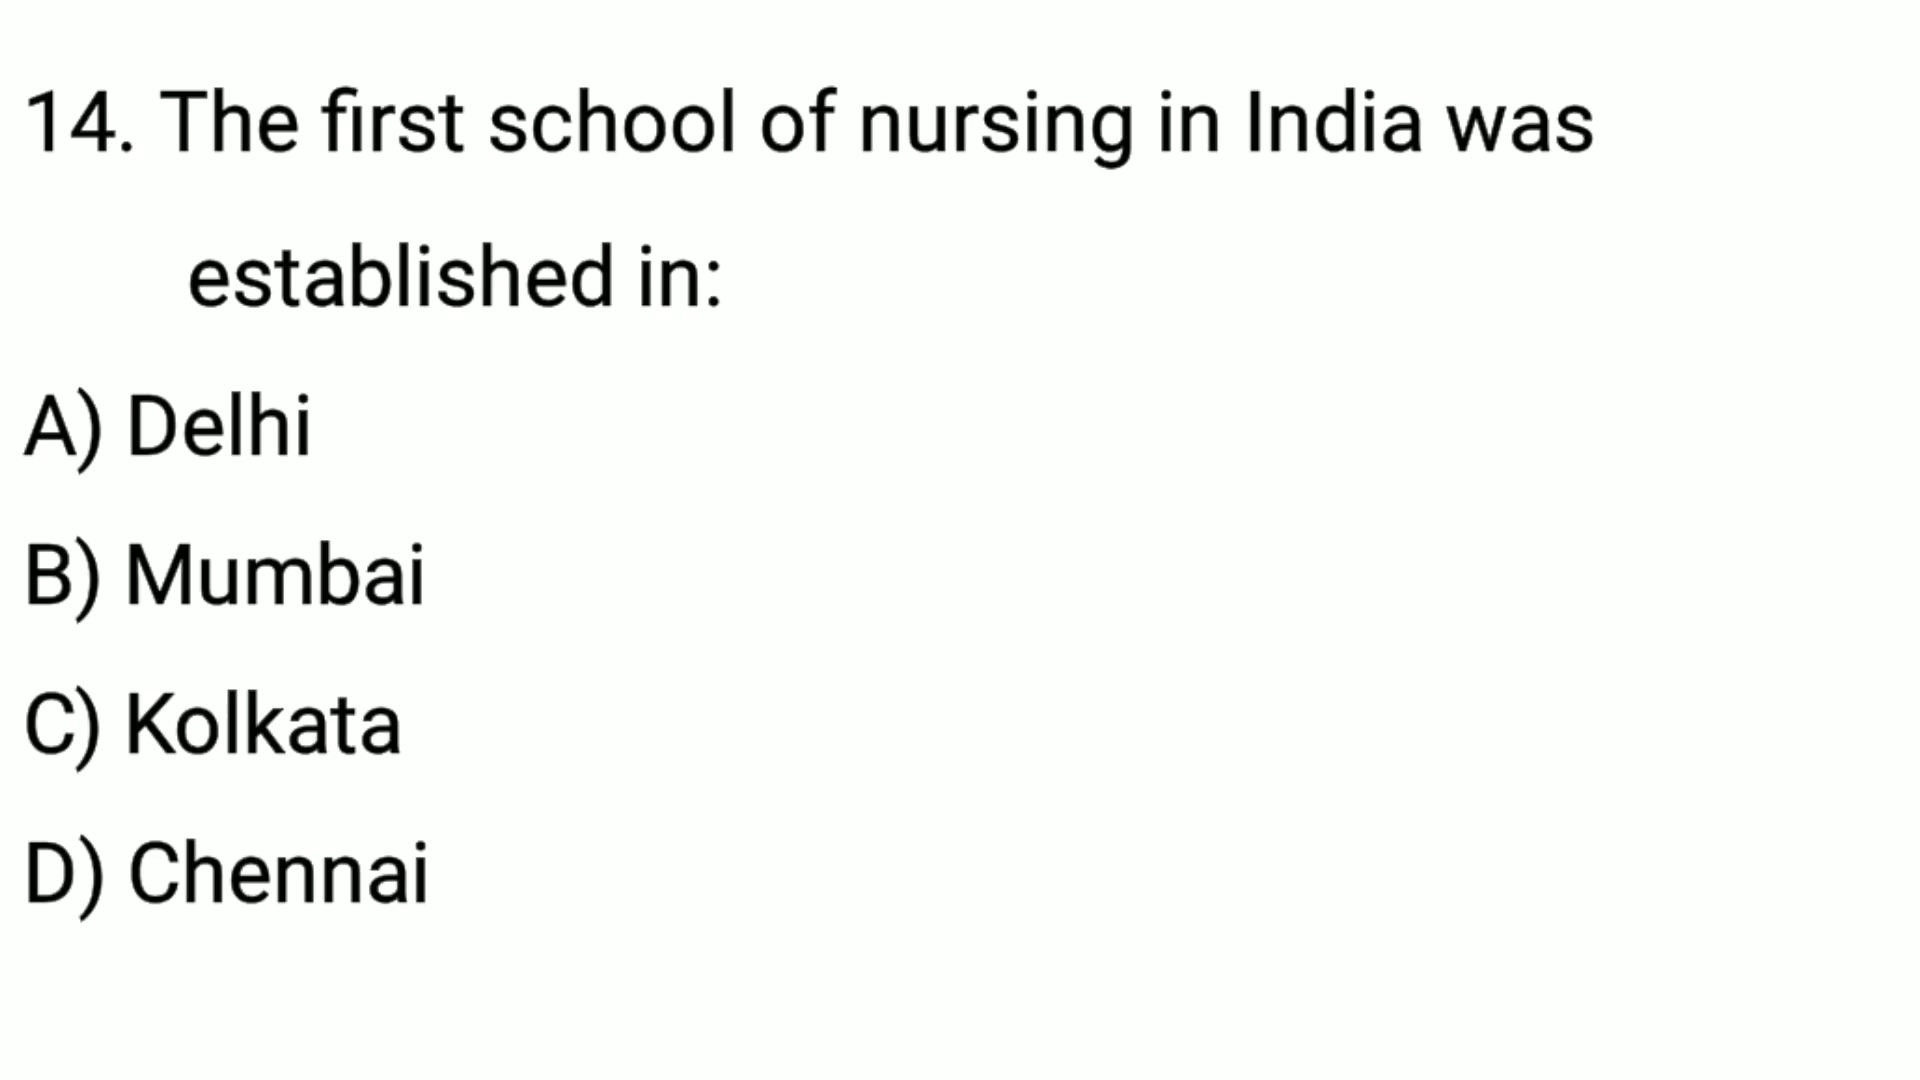 14. The first school of nursing in India was
established in:
A) Delhi
B) Mumbai
C) Kolkata
D) Chennai